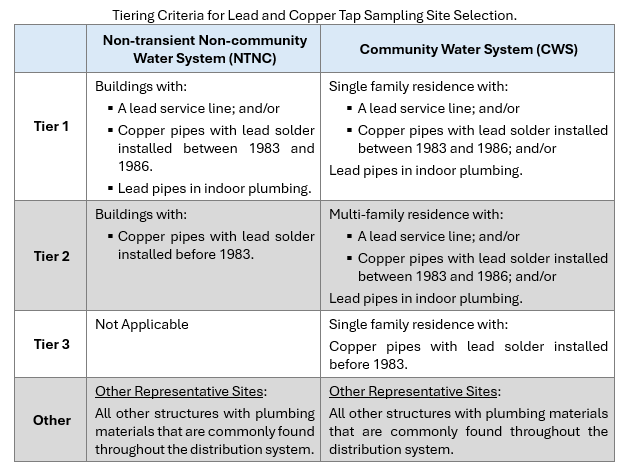 Tiering Criteria for Lead and Copper Tap Sampling Site Selection.
Non-transient Non-community
Water System (NTNC)
Community Water System (CWS)
Tier 1
Buildings with:
▪ A lead service line; and/or
▪ Copper pipes with lead solder
installed between 1983 and
1986.
▪ Lead pipes in indoor plumbing.
Single family residence with:
▪ A lead service line; and/or
▪ Copper pipes with lead solder installed
between 1983 and 1986; and/or
Lead pipes in indoor plumbing.
Tier 2
Buildings with:
▪ Copper pipes with lead solder
installed before 1983.
Multi-family residence with:
▪ A lead service line; and/or
▪ Copper pipes with lead solder installed
between 1983 and 1986; and/or
Lead pipes in indoor plumbing.
Tier 3
Not Applicable
Single family residence with:
Copper pipes with lead solder installed
before 1983.
Other
Other Representative Sites:
All other structures with plumbing
materials that are commonly found
throughout the distribution system.
Other Representative Sites:
All other structures with plumbing materials
that are commonly found throughout the
distribution system.